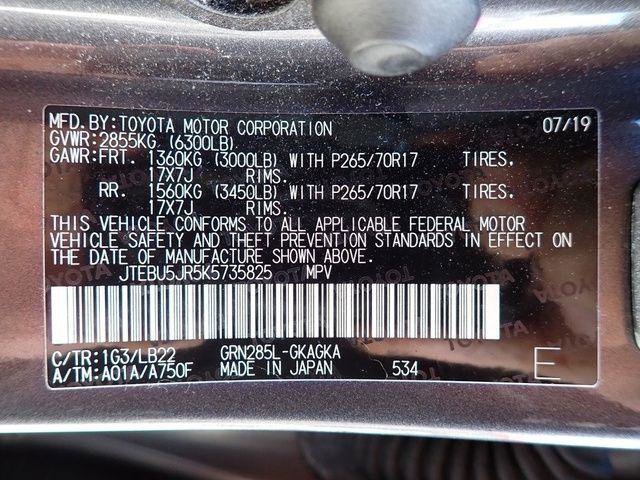 MFD.BY:TOYOTA MOTOR CORPORATION 07/19
GVWR:2855KG (6300LB)
GAWR:FRT. 1360KG (3000LB) WITH P265/70R17 TIRES.
17X7J RIMS.
RR. 1560KG (3450LB) WITH P265/70R17 TIRES.
17X7J RIMS.
THIS VEHICLE CONFORMS TO ALL APPLICABLE FEDERAL MOTOR
VEHICLE SAFETY AND THEFT PREVENTION STANDARDS IN EFFECT ON
THE DATE OF MANUFACTURE SHOWN ABOVE.
JTEBU5JR5K5735825 MPV
C/TR:1G3/LB22 GRN285L-GKAGKA
A/TM:A01A/A750F MADE IN JAPAN 534 E